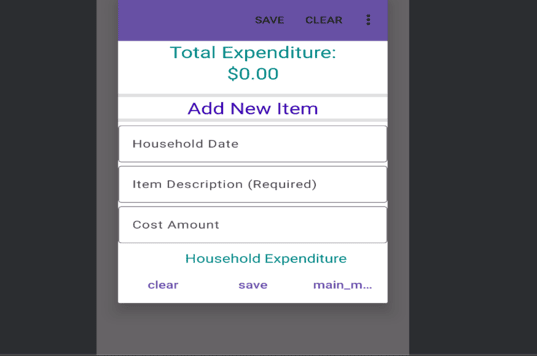 SAVE CLEAR
Total Expenditure:
$0.00
Add New Item
Household Date
Item Description (Required)
Cost Amount
Household Expenditure
clear save main_m...